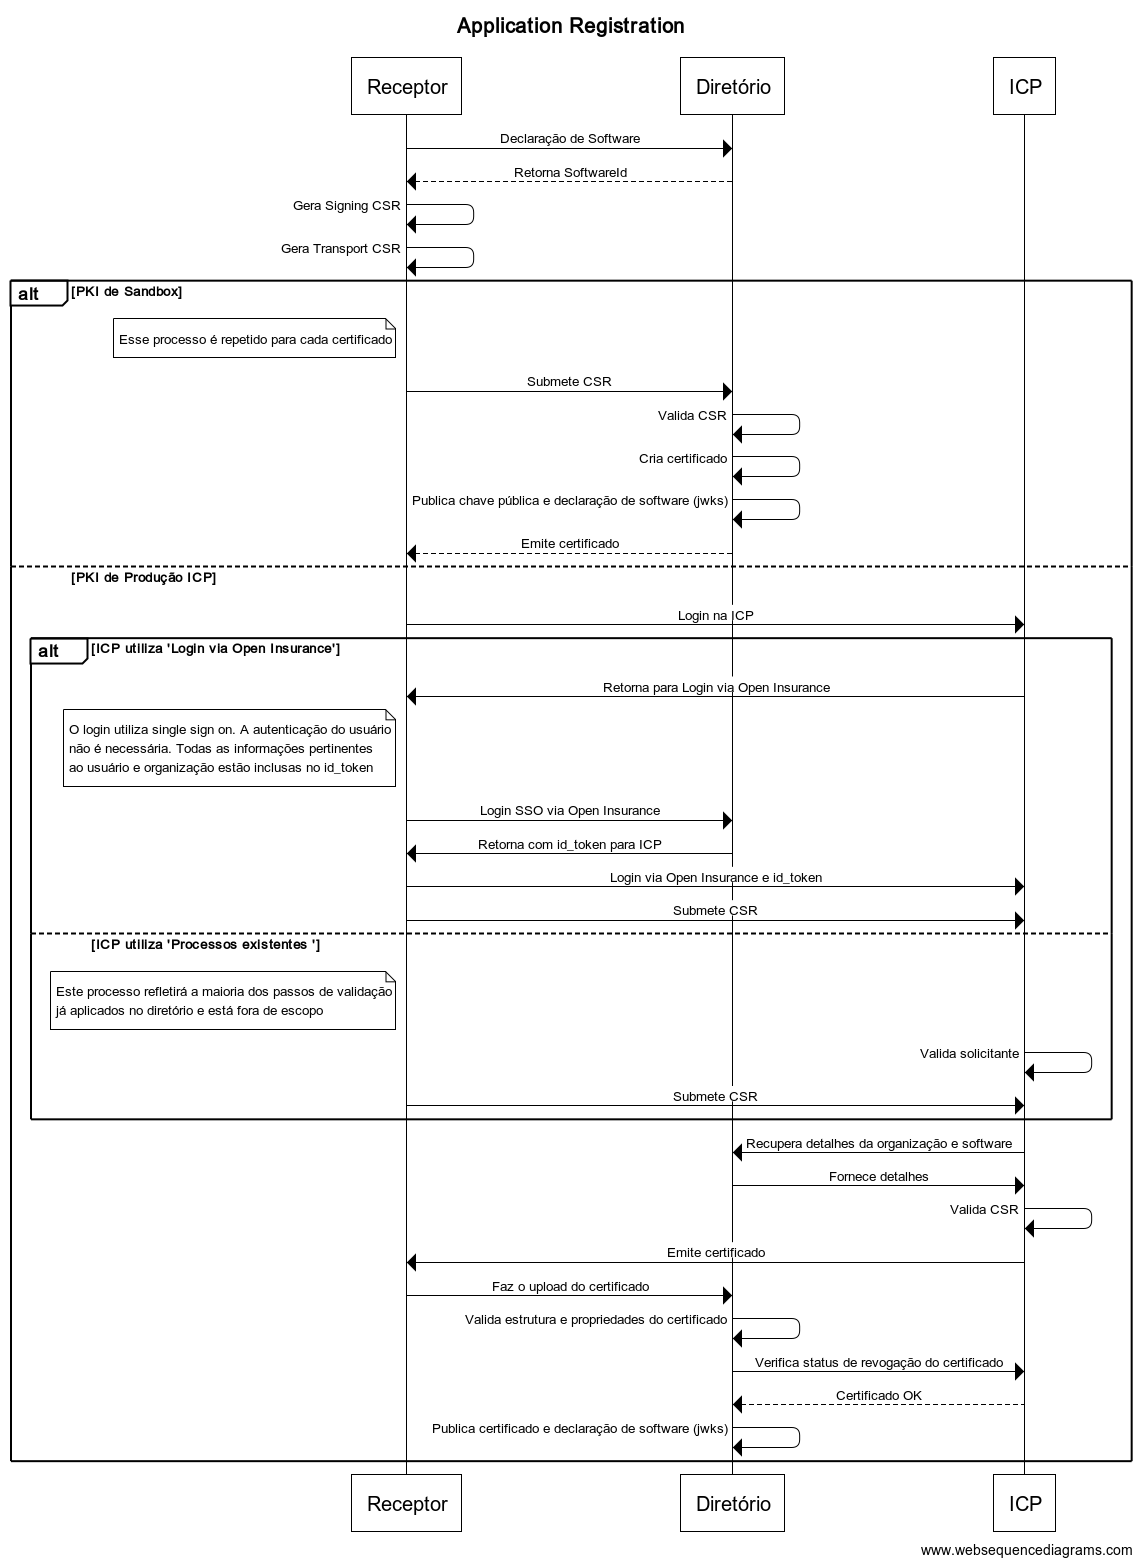 Application Registration
Receptor
Diretório
ICP
Declaração de Software
Retorna SoftwareId
Gera Signing CSR
Gera Transport CSR
alt
[PKI de Sandbox]
Esse processo é repetido para cada certificado
Submete CSR
Valida CSR
Cria certificado
Publica chave pública e declaração de software (jwks)
Emite certificado
[PKI de Produção ICP]
Login na ICP
alt
[ICP utiliza 'Login via Open Insurance']
Retorna para Login via Open Insurance
O login utiliza single sign on. A autenticação do usuário
não é necessária. Todas as informações pertinentes
ao usuário e organização estão inclusas no id_token
Login SSO via Open Insurance
Retorna com id_token para ICP
Login via Open Insurance e id_token
Submete CSR
[ICP utiliza 'Processos existentes ']
Este processo refletirá a maioria dos passos de validação
já aplicados no diretório e está fora de escopo
Valida solicitante
Submete CSR
Recupera detalhes da organização e software
Fornece detalhes
Valida CSR
Emite certificado
Faz o upload do certificado
Valida estrutura e propriedades do certificado
Verifica status de revogação do certificado
Certificado OK
Publica certificado e declaração de software (jwks)
Receptor
Diretório
ICP
www.websequencediagrams.com